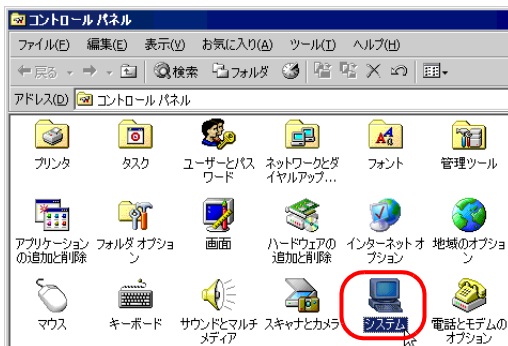 コントロール パネル
ファイル(F) 編集(E) 表示(V) お気に入り(A) ツール(T) ヘルプ(H)
戻る 検索 フォルダ
アドレス(D) コントロール パネル
プリンタ タスク ユーザーとパス ネットワークとダ フォント 管理ツール
ワード イヤルアップ...
アプリケーション フォルダ オプショ 画面 ハードウェアの インターネット オ 地域のオプショ
の追加と削除 ン 追加と削除 プション ン
マウス キーボード サウンドとマルチ スキャナとカメラ システム 電話とモデムの
メディア オプション